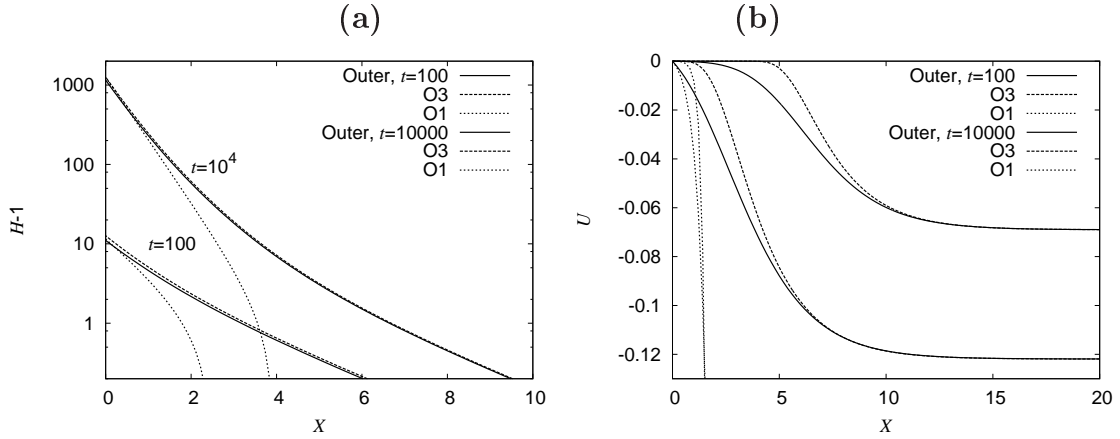 (a)
1000
100
10
1
H-1
0
2
4
6
8
10
X
Outer, t=100
O3
O1
Outer, t=10000
O3
O1
t=10^4
t=100
(b)
0
-0.02
-0.04
-0.06
-0.08
-0.1
-0.12
U
0
5
10
15
20
X
Outer, t=100
O3
O1
Outer, t=10000
O3
O1